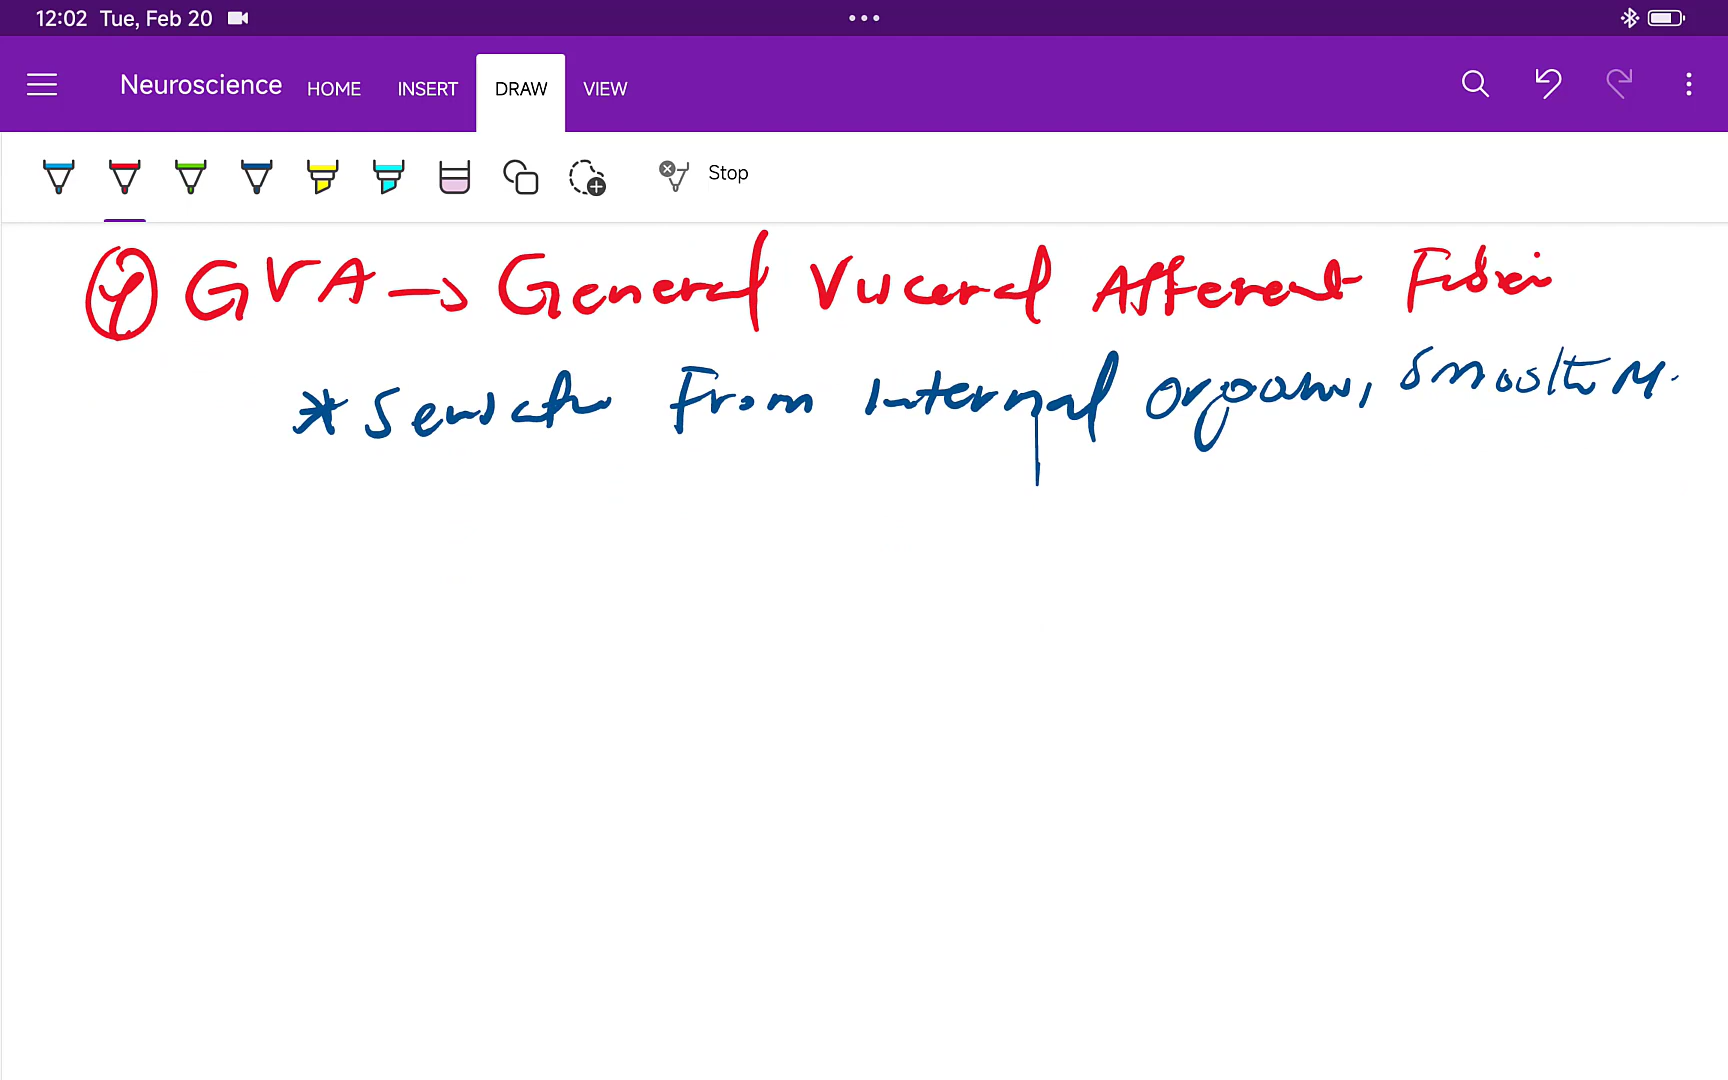 12:02 Tue, Feb 20
Neuroscience HOME INSERT DRAW VIEW
Stop
4 GVA → General Visceral Afferent Fibers
* Sensation From Internal Organs, Smooth M.